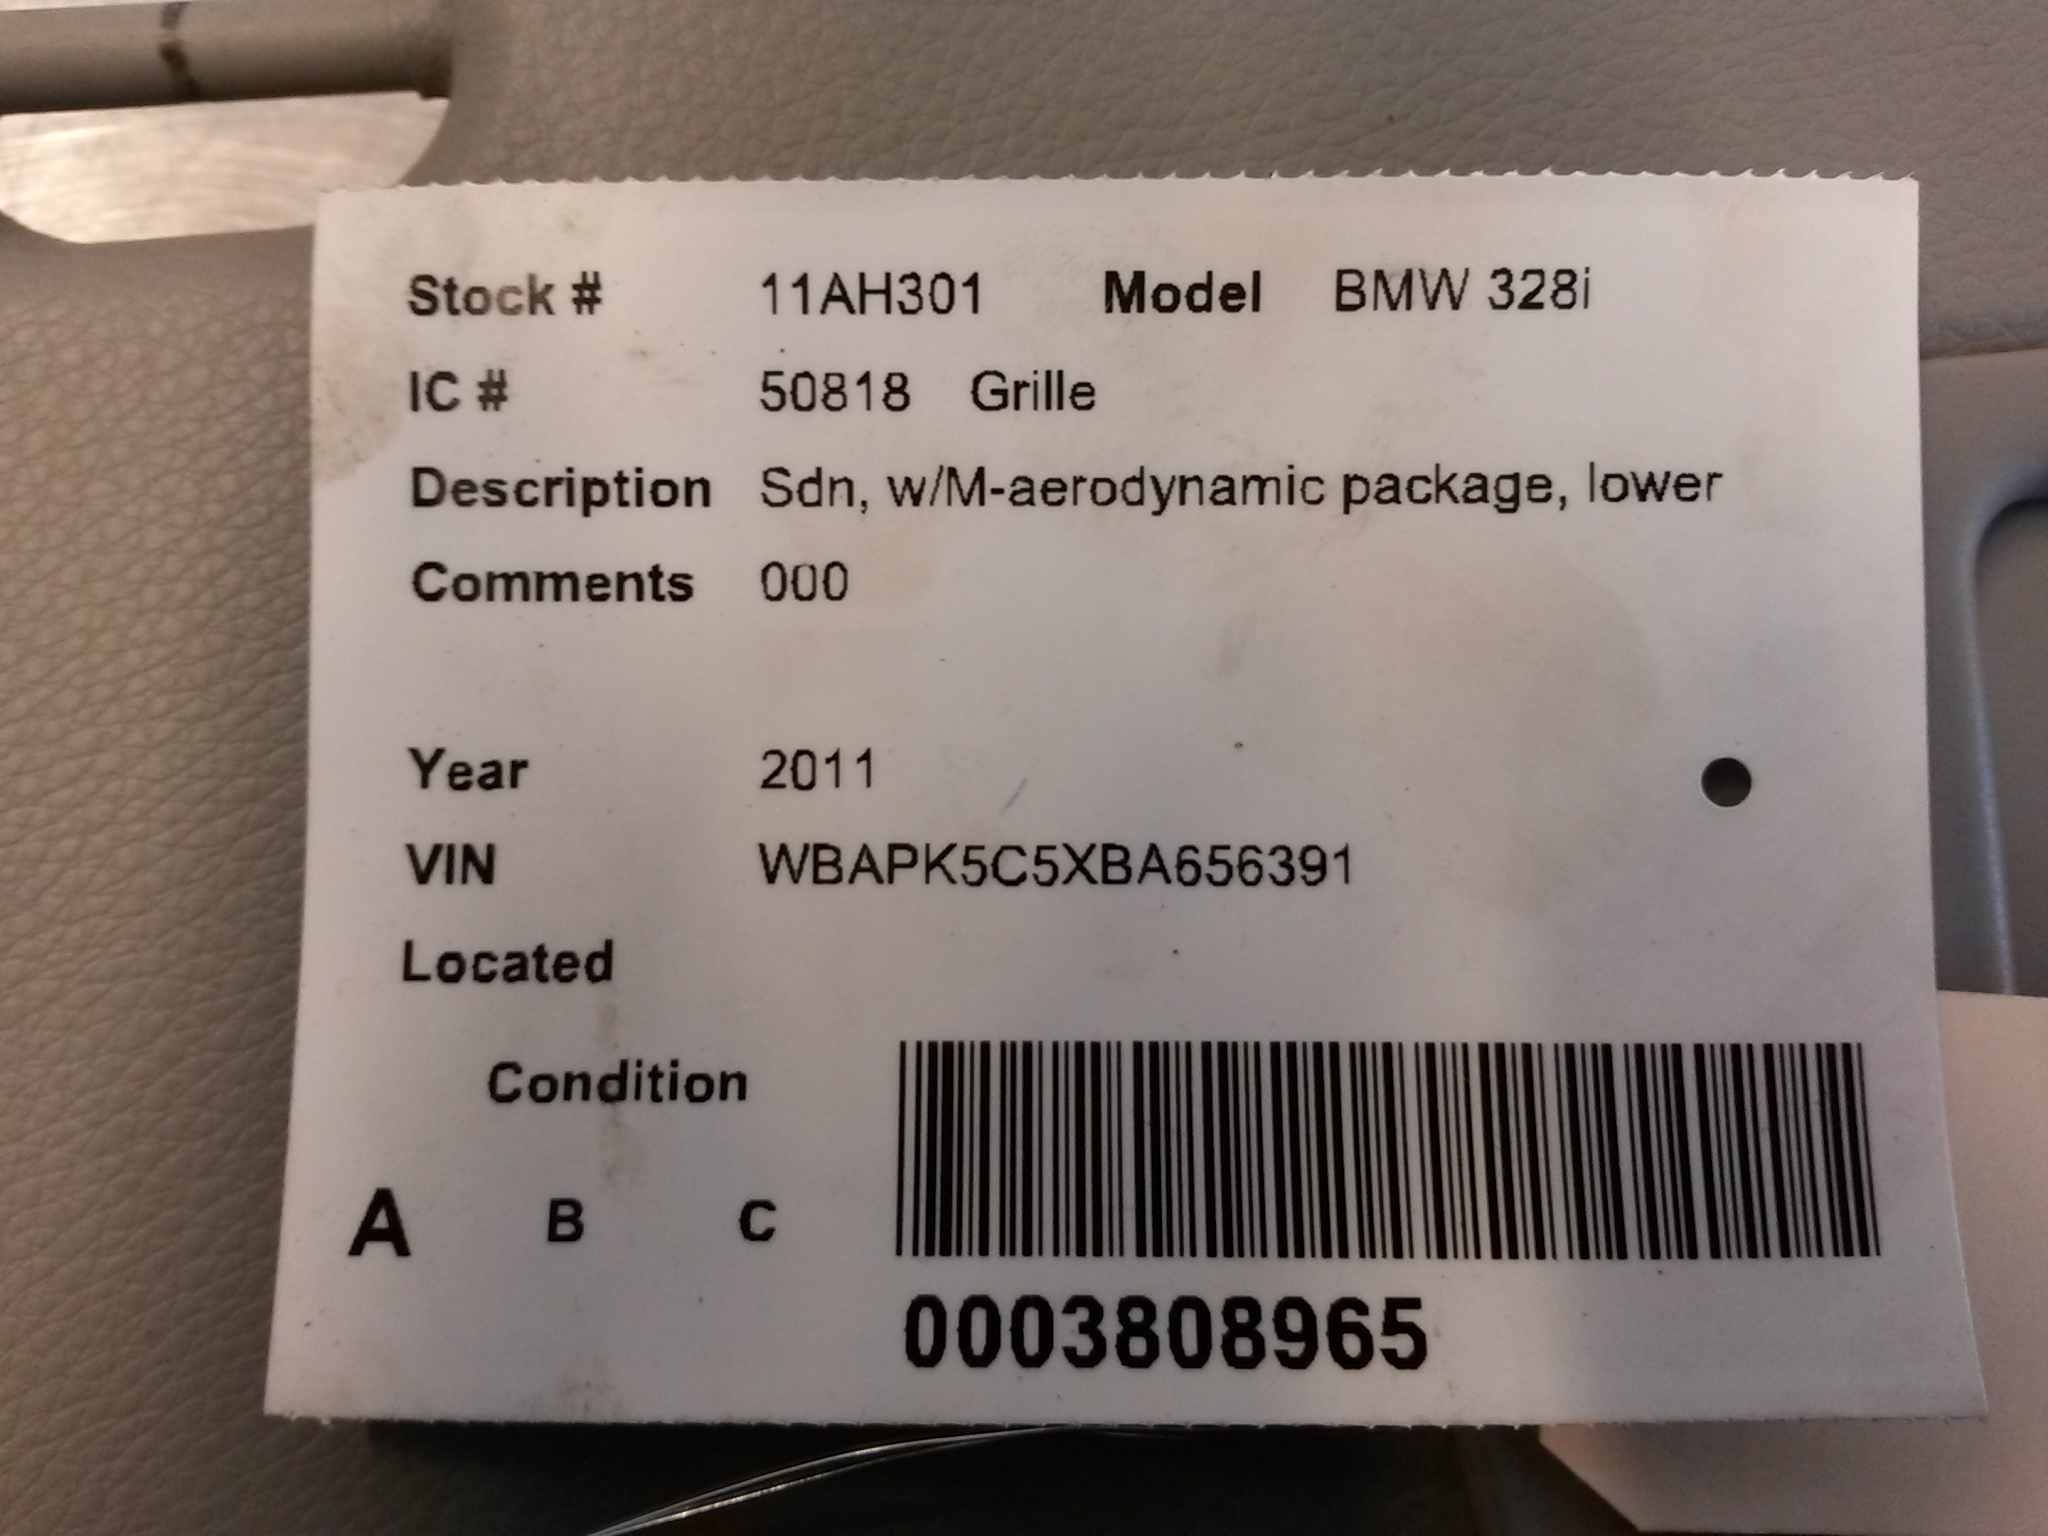 Stock # 11AH301 Model BMW 328i
IC # 50818 Grille
Description Sdn, w/M-aerodynamic package, lower
Comments 000
Year 2011
VIN WBAPK5C5XBA656391
Located
Condition
A B C
0003808965